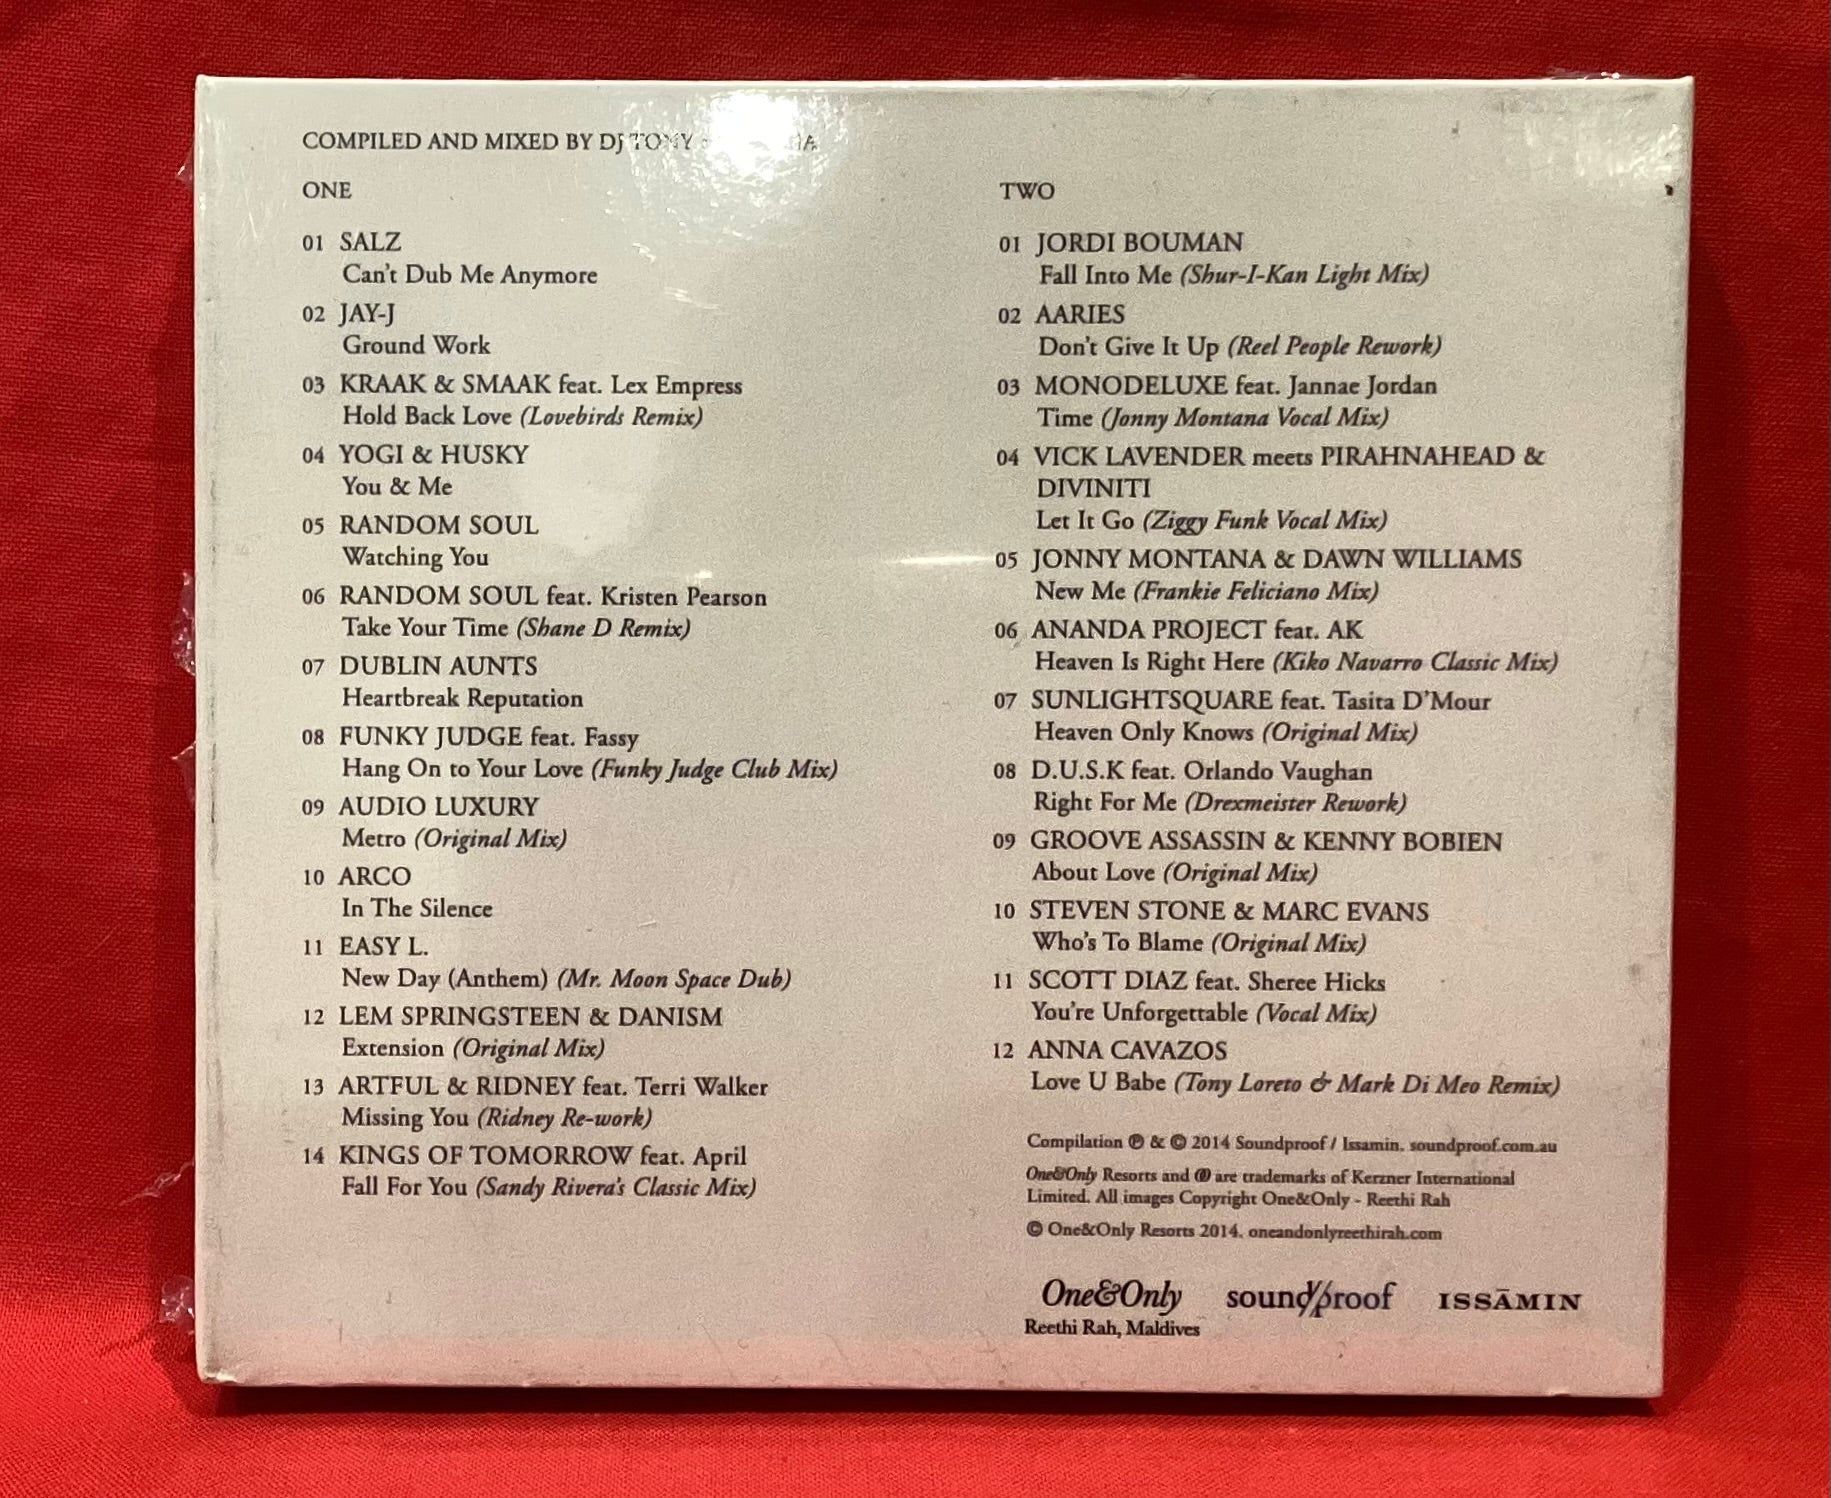 COMPILED AND MIXED BY DJ TONY
ONE
01 SALZ
Can't Dub Me Anymore
02 JAY-J
Ground Work
03 KRAAK & SMAAK feat. Lex Empress
Hold Back Love (Lovebirds Remix)
04 YOGI & HUSKY
You & Me
05 RANDOM SOUL
Watching You
06 RANDOM SOUL feat. Kristen Pearson
Take Your Time (Shane D Remix)
07 DUBLIN AUNTS
Heartbreak Reputation
08 FUNKY JUDGE feat. Fassy
Hang On to Your Love (Funky Judge Club Mix)
09 AUDIO LUXURY
Metro (Original Mix)
10 ARCO
In The Silence
11 EASY L.
New Day (Anthem) (Mr. Moon Space Dub)
12 LEM SPRINGSTEEN & DANISM
Extension (Original Mix)
13 ARTFUL & RIDNEY feat. Terri Walker
Missing You (Ridney Re-work)
14 KINGS OF TOMORROW feat. April
Fall For You (Sandy Rivera's Classic Mix)
TWO
01 JORDI BOUMAN
Fall Into Me (Shur-I-Kan Light Mix)
02 AARIES
Don't Give It Up (Reel People Rework)
03 MONODELUXE feat. Jannae Jordan
Time (Jonny Montana Vocal Mix)
04 VICK LAVENDER meets PIRAHNAHEAD &
DIVINITI
Let It Go (Ziggy Funk Vocal Mix)
05 JONNY MONTANA & DAWN WILLIAMS
New Me (Frankie Feliciano Mix)
06 ANANDA PROJECT feat. AK
Heaven Is Right Here (Kiko Navarro Classic Mix)
07 SUNLIGHTSQUARE feat. Tasita D'Mour
Heaven Only Knows (Original Mix)
08 D.U.S.K feat. Orlando Vaughan
Right For Me (Drexmeister Rework)
09 GROOVE ASSASSIN & KENNY BOBIEN
About Love (Original Mix)
10 STEVEN STONE & MARC EVANS
Who's To Blame (Original Mix)
11 SCOTT DIAZ feat. Sheree Hicks
You're Unforgettable (Vocal Mix)
12 ANNA CAVAZOS
Love U Babe (Tony Loreto & Mark Di Meo Remix)
Compilation ℗ & © 2014 Soundproof / Issamin. soundproof.com.au
One&Only Resorts and are trademarks of Kerzner International
Limited. All images Copyright One&Only - Reethi Rah
© One&Only Resorts 2014. oneandonlyreethirah.com
One&Only soundproof ISSĀMIN
Reethi Rah, Maldives